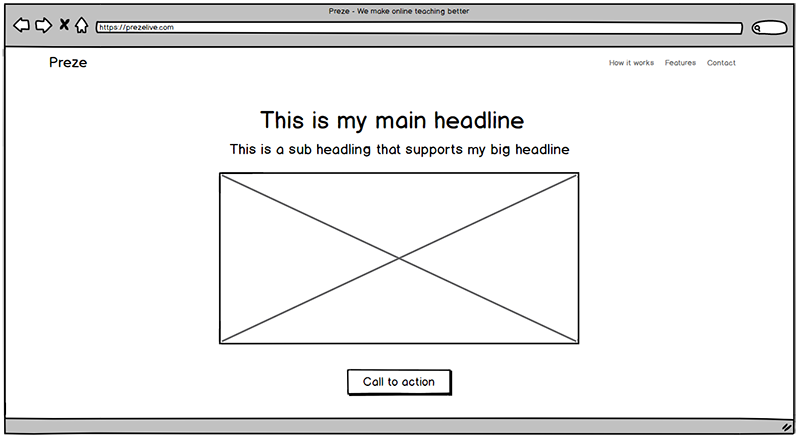 Preze - We make online teaching better
https://prezelive.com
Preze
How it works Features Contact
This is my main headline
This is a sub heading that supports my big headline
Call to action